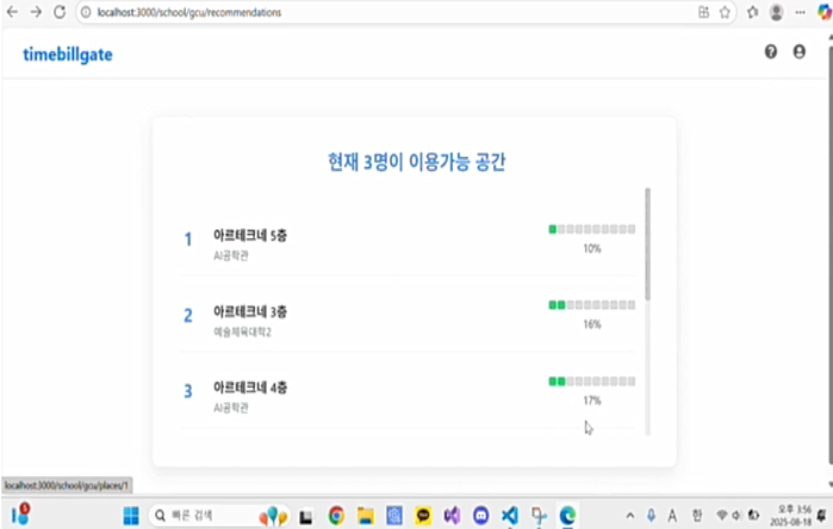 localhost:3000/school/gcu/recommendations
timebillgate
현재 3명이 이용가능 공간
1
아르테크네 5층
AI공학관
10%
2
아르테크네 3층
예술체육대학2
16%
3
아르테크네 4층
AI공학관
17%
localhost:3000/school/gcu/places/1
빠른 검색
A 한
오후 3:56
2025-08-18